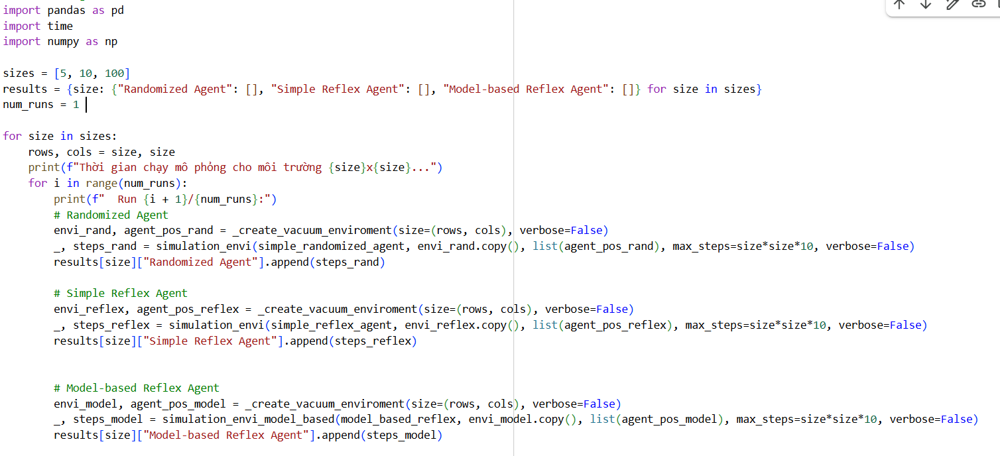 import pandas as pd
import time
import numpy as np
sizes = [5, 10, 100]
results = {size: {"Randomized Agent": [], "Simple Reflex Agent": [], "Model-based Reflex Agent": []} for size in sizes}
num_runs = 1
for size in sizes:
    rows, cols = size, size
    print(f"Thời gian chạy mô phỏng cho môi trường {size}x{size}...")
    for i in range(num_runs):
        print(f"  Run {i + 1}/{num_runs}:")
        # Randomized Agent
        envi_rand, agent_pos_rand = _create_vacuum_enviroment(size=(rows, cols), verbose=False)
        _, steps_rand = simulation_envi(simple_randomized_agent, envi_rand.copy(), list(agent_pos_rand), max_steps=size*size*10, verbose=False)
        results[size]["Randomized Agent"].append(steps_rand)
        # Simple Reflex Agent
        envi_reflex, agent_pos_reflex = _create_vacuum_enviroment(size=(rows, cols), verbose=False)
        _, steps_reflex = simulation_envi(simple_reflex_agent, envi_reflex.copy(), list(agent_pos_reflex), max_steps=size*size*10, verbose=False)
        results[size]["Simple Reflex Agent"].append(steps_reflex)
        # Model-based Reflex Agent
        envi_model, agent_pos_model = _create_vacuum_enviroment(size=(rows, cols), verbose=False)
        _, steps_model = simulation_envi_model_based(model_based_reflex, envi_model.copy(), list(agent_pos_model), max_steps=size*size*10, verbose=False)
        results[size]["Model-based Reflex Agent"].append(steps_model)